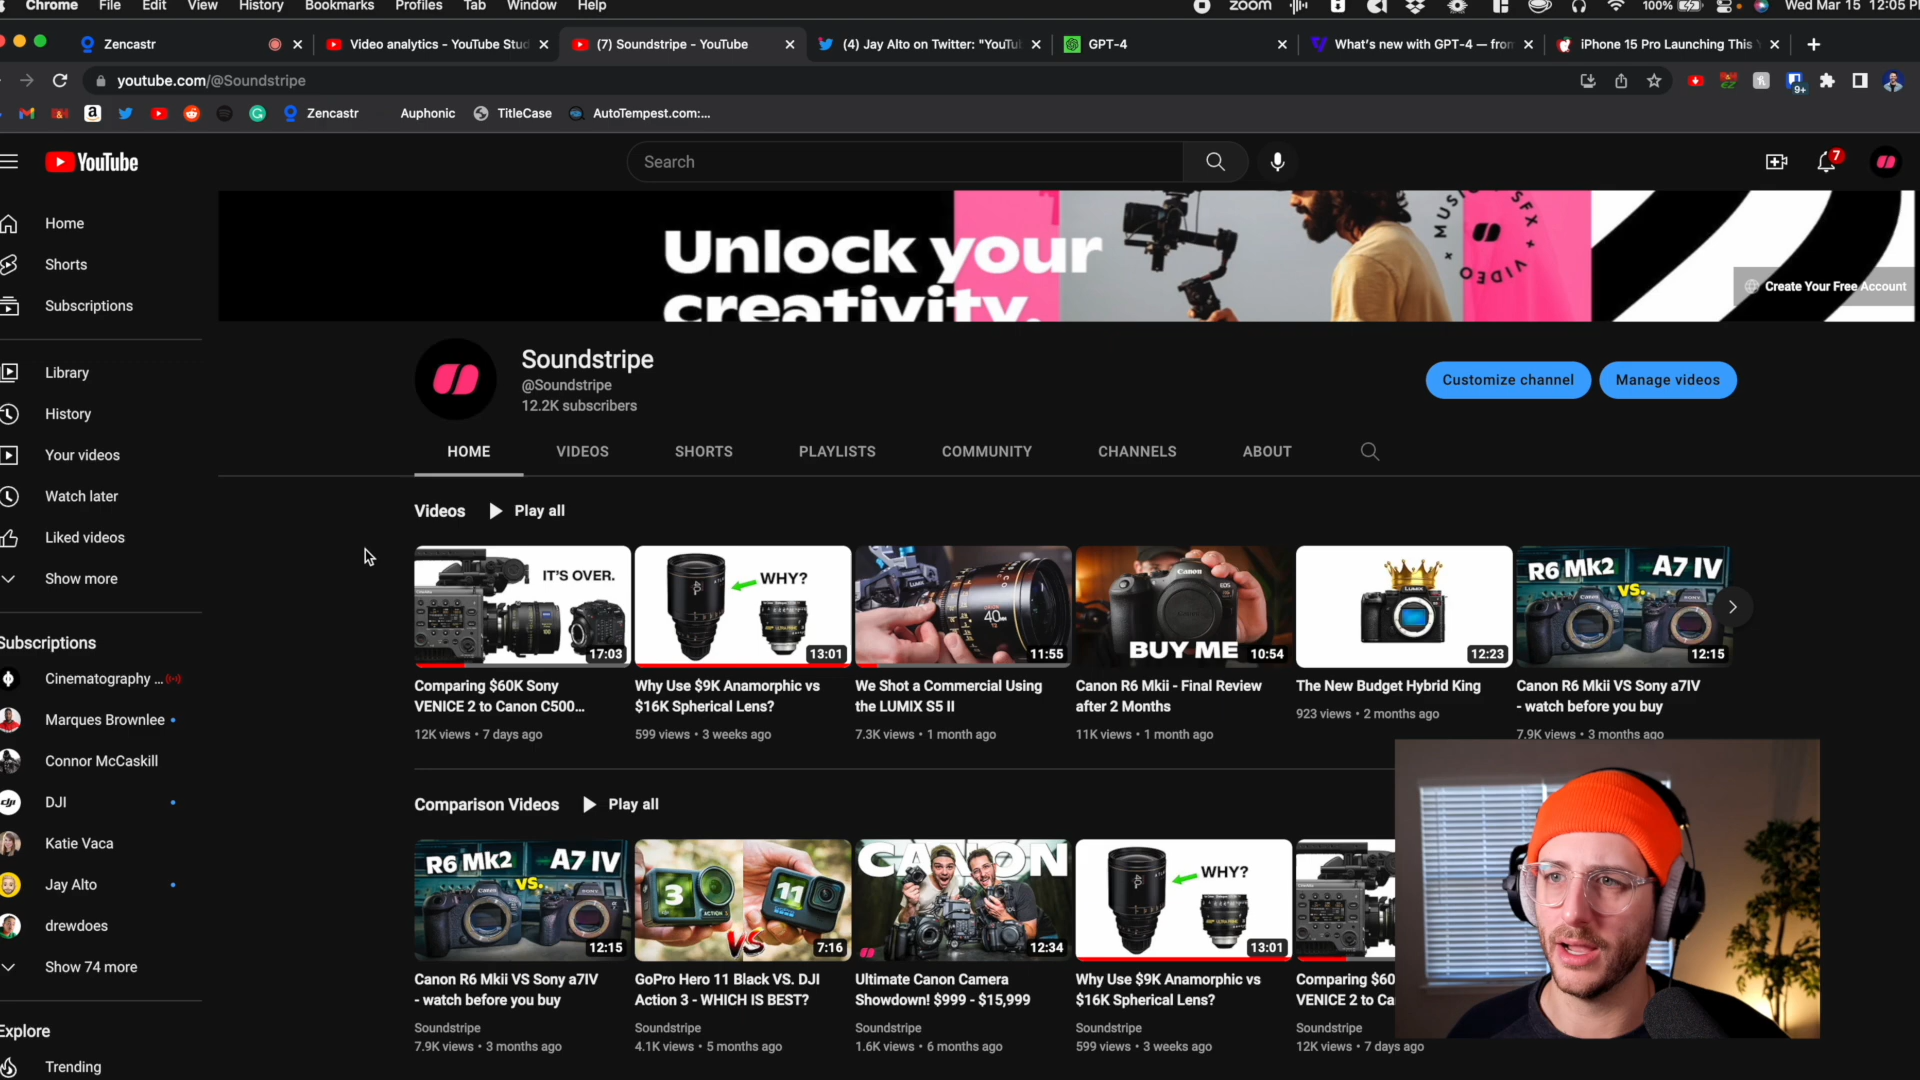 Chrome File Edit View History Bookmarks Profiles Tab Window Help
zoom 100% Wed Mar 15 12:05
Zencastr
Video analytics - YouTube Stud
(7) Soundstripe - YouTube
(4) Jay Alto on Twitter: "YouTu
GPT-4
What's new with GPT-4 — from
iPhone 15 Pro Launching This
youtube.com/@Soundstripe
9+
Zencastr
Auphonic
TitleCase
AutoTempest.com:...
YouTube
Search
7
Home
Shorts
Subscriptions
Library
History
Your videos
Watch later
Liked videos
Show more
Subscriptions
Cinematography ...
Marques Brownlee
Connor McCaskill
DJI
Katie Vaca
Jay Alto
drewdoes
Show 74 more
Explore
Trending
Unlock your
creativity.
MUSIC + SFX + VIDEO +
Create Your Free Account
Soundstripe
@Soundstripe
12.2K subscribers
Customize channel
Manage videos
HOME VIDEOS SHORTS PLAYLISTS COMMUNITY CHANNELS ABOUT
Videos Play all
IT'S OVER.
17:03
Comparing $60K Sony
VENICE 2 to Canon C500...
12K views • 7 days ago
WHY?
13:01
Why Use $9K Anamorphic vs
$16K Spherical Lens?
599 views • 3 weeks ago
40
11:55
We Shot a Commercial Using
the LUMIX S5 II
7.3K views • 1 month ago
Canon
BUY ME
10:54
Canon R6 Mkii - Final Review
after 2 Months
11K views • 1 month ago
LUMIX
12:23
The New Budget Hybrid King
923 views • 2 months ago
R6 Mk2 vs. A7 IV
12:15
Canon R6 Mkii VS Sony a7IV
- watch before you buy
7.9K views • 3 months ago
Comparison Videos Play all
R6 Mk2 vs. A7 IV
12:15
Canon R6 Mkii VS Sony a7IV
- watch before you buy
Soundstripe
7.9K views • 3 months ago
3 VS 11
7:16
GoPro Hero 11 Black VS. DJI
Action 3 - WHICH IS BEST?
Soundstripe
4.1K views • 5 months ago
CANON
12:34
Ultimate Canon Camera
Showdown! $999 - $15,999
Soundstripe
1.6K views • 6 months ago
WHY?
13:01
Why Use $9K Anamorphic vs
$16K Spherical Lens?
Soundstripe
599 views • 3 weeks ago
Comparing $60
VENICE 2 to Ca
Soundstripe
12K views • 7 days ago